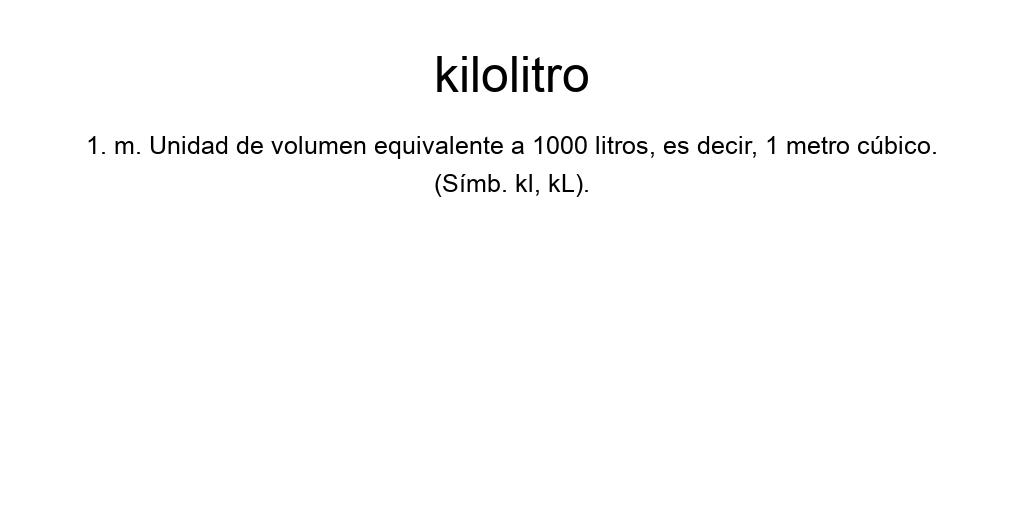 kilolitro
1. m. Unidad de volumen equivalente a 1000 litros, es decir, 1 metro cúbico.
(Símb. kl, kL).